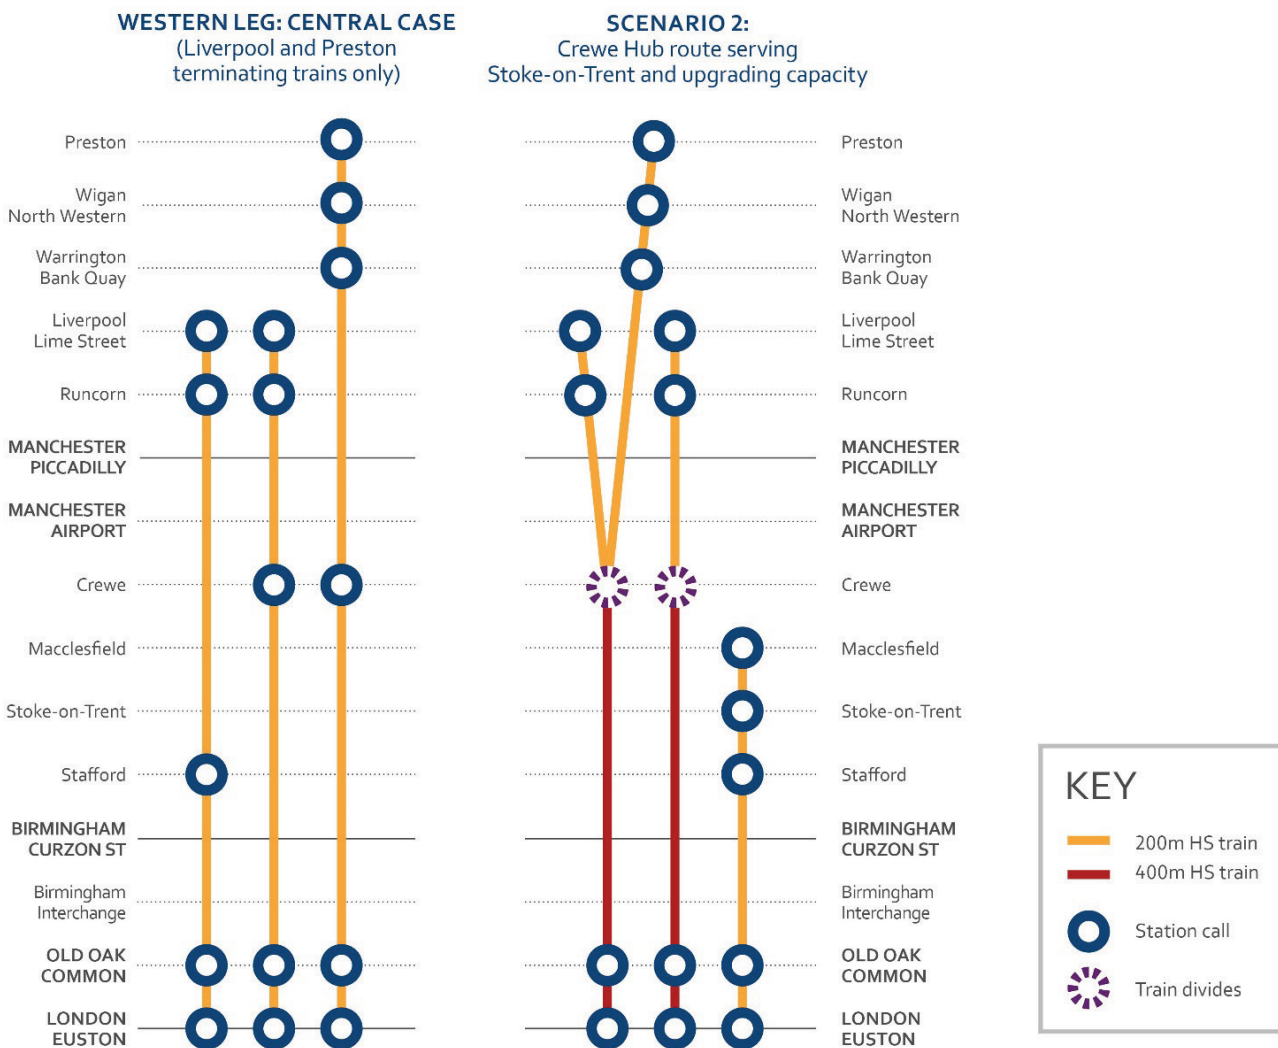 WESTERN LEG: CENTRAL CASE
(Liverpool and Preston
terminating trains only)
SCENARIO 2:
Crewe Hub route serving
Stoke-on-Trent and upgrading capacity
Preston
Wigan
North Western
Warrington
Bank Quay
Liverpool
Lime Street
Runcorn
MANCHESTER
PICCADILLY
MANCHESTER
AIRPORT
Crewe
Macclesfield
Stoke-on-Trent
Stafford
BIRMINGHAM
CURZON ST
Birmingham
Interchange
OLD OAK
COMMON
LONDON
EUSTON
Preston
Wigan
North Western
Warrington
Bank Quay
Liverpool
Lime Street
Runcorn
MANCHESTER
PICCADILLY
MANCHESTER
AIRPORT
Crewe
Macclesfield
Stoke-on-Trent
Stafford
BIRMINGHAM
CURZON ST
Birmingham
Interchange
OLD OAK
COMMON
LONDON
EUSTON
KEY
200m HS train
400m HS train
Station call
Train divides